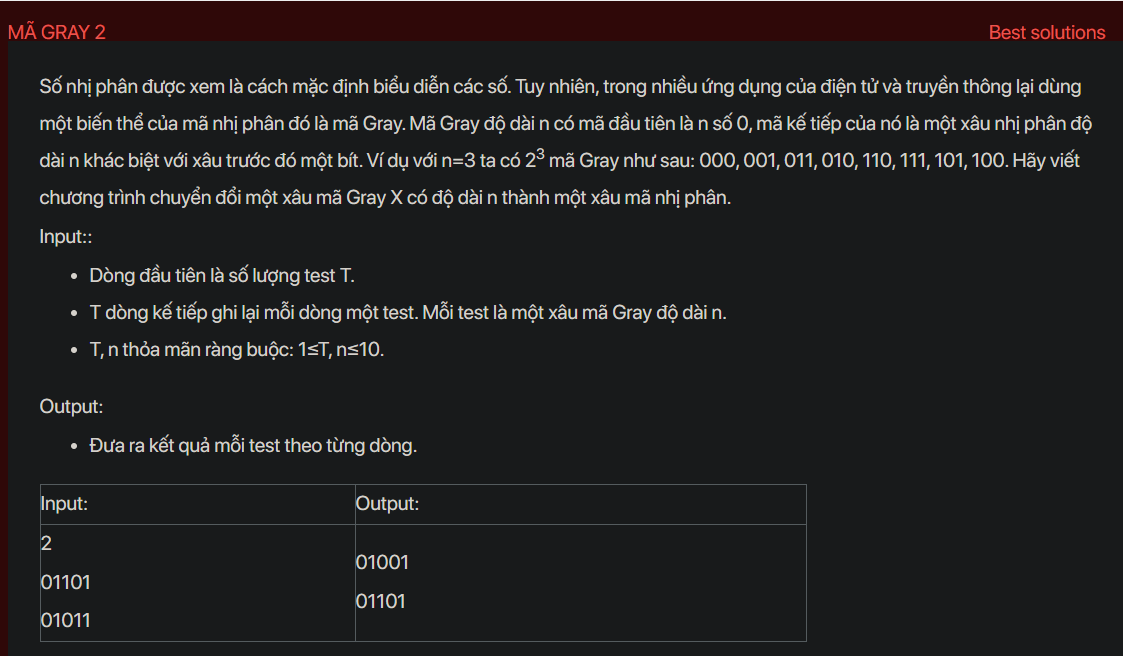 MÃ GRAY 2
Best solutions
Số nhị phân được xem là cách mặc định biểu diễn các số. Tuy nhiên, trong nhiều ứng dụng của điện tử và truyền thông lại dùng
một biến thể của mã nhị phân đó là mã Gray. Mã Gray độ dài n có mã đầu tiên là n số 0, mã kế tiếp của nó là một xâu nhị phân độ
dài n khác biệt với xâu trước đó một bít. Ví dụ với n=3 ta có 2³ mã Gray như sau: 000, 001, 011, 010, 110, 111, 101, 100. Hãy viết
chương trình chuyển đổi một xâu mã Gray X có độ dài n thành một xâu mã nhị phân.
Input::
• Dòng đầu tiên là số lượng test T.
• T dòng kế tiếp ghi lại mỗi dòng một test. Mỗi test là một xâu mã Gray độ dài n.
• T, n thỏa mãn ràng buộc: 1≤T, n≤10.
Output:
• Đưa ra kết quả mỗi test theo từng dòng.
Input:
Output:
2
01101
01011
01001
01101